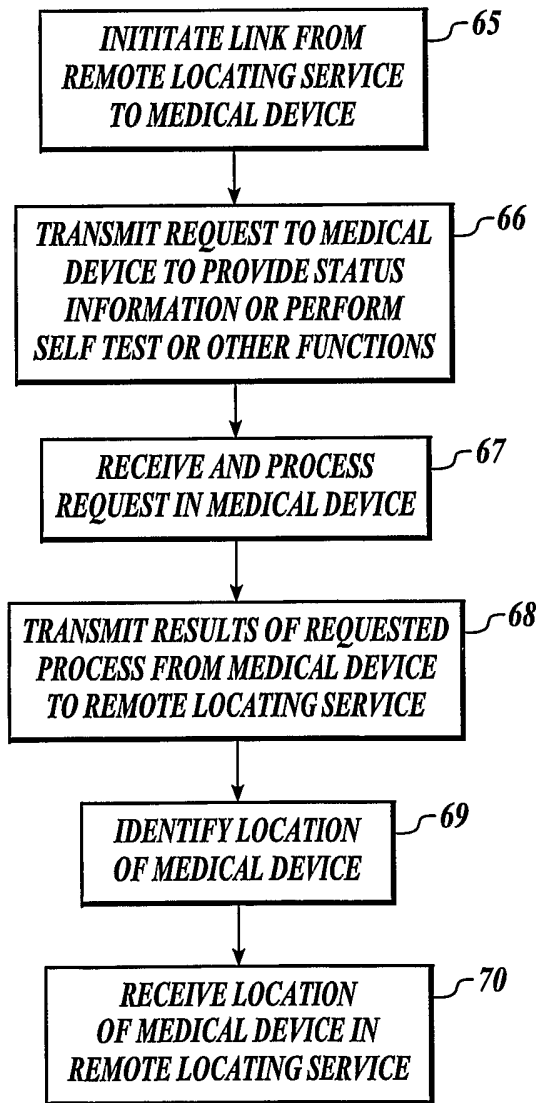 INITITATE LINK FROM
REMOTE LOCATING SERVICE
TO MEDICAL DEVICE
65
TRANSMIT REQUEST TO MEDICAL
DEVICE TO PROVIDE STATUS
INFORMATION OR PERFORM
SELF TEST OR OTHER FUNCTIONS
66
RECEIVE AND PROCESS
REQUEST IN MEDICAL DEVICE
67
TRANSMIT RESULTS OF REQUESTED
PROCESS FROM MEDICAL DEVICE
TO REMOTE LOCATING SERVICE
68
IDENTIFY LOCATION
OF MEDICAL DEVICE
69
RECEIVE LOCATION
OF MEDICAL DEVICE IN
REMOTE LOCATING SERVICE
70